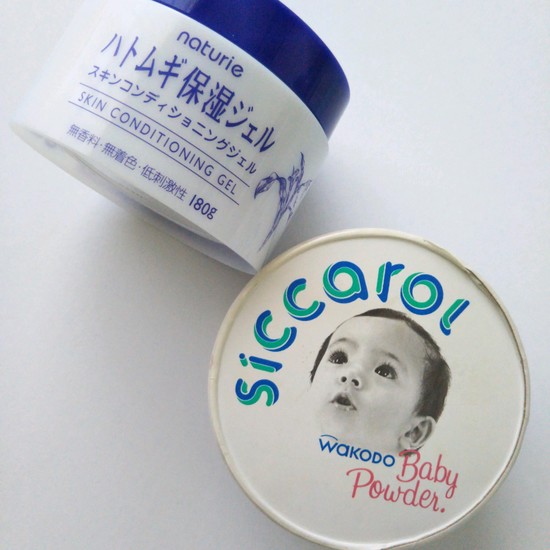 naturie
ハトムギ保湿ジェル
スキンコンディショニングジェル
SKIN CONDITIONING GEL
無香料・無着色・低刺激性 180g
siccarol
WAKODO
Baby
Powder.